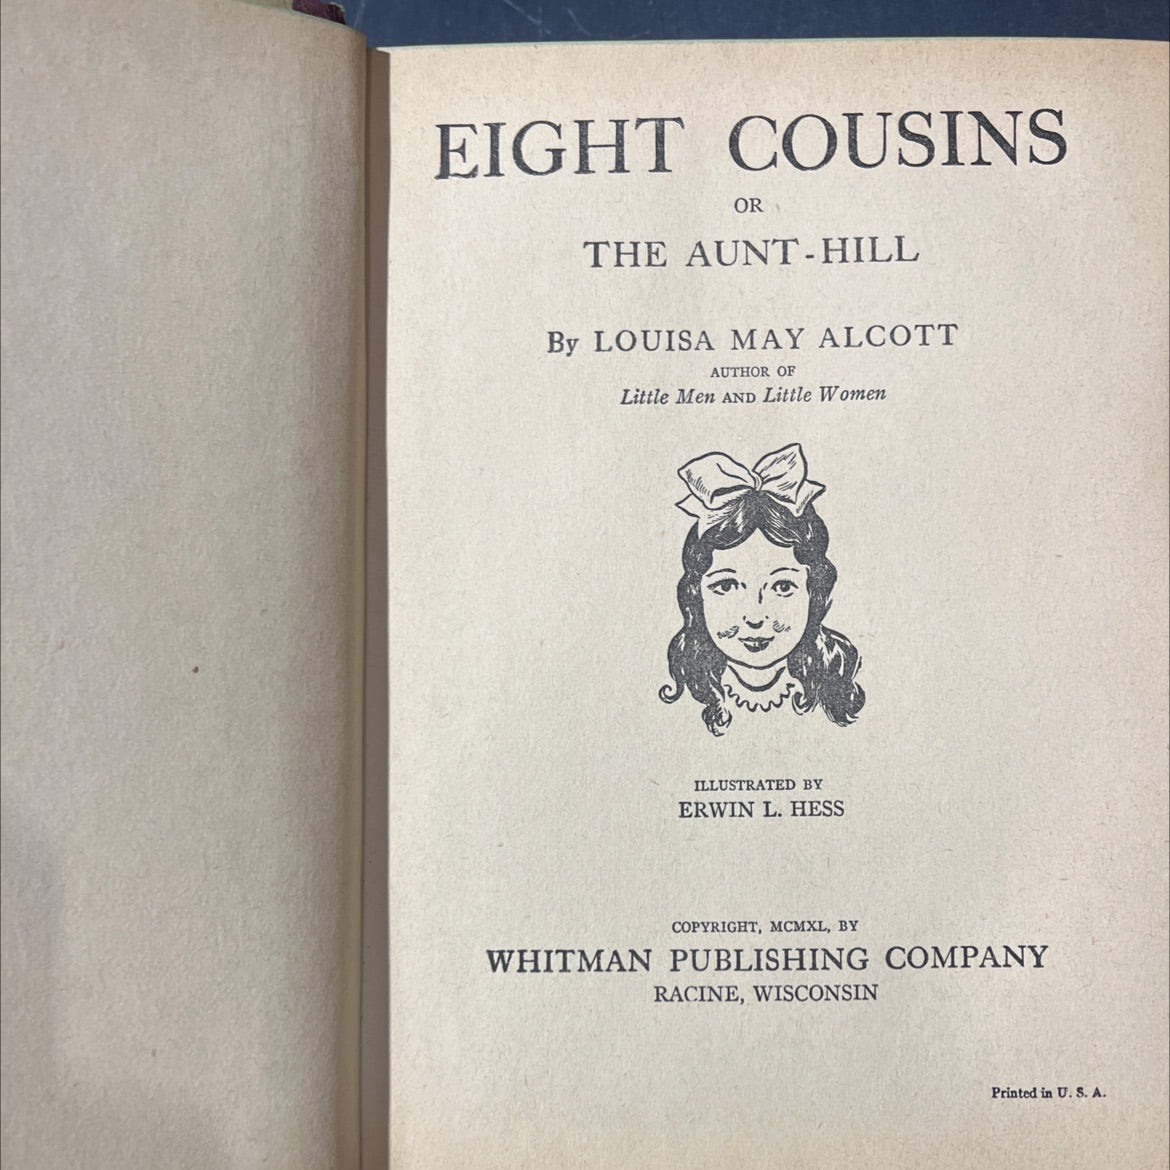 EIGHT COUSINS
OR
THE AUNT-HILL
By LOUISA MAY ALCOTT
AUTHOR OF
Little Men AND Little Women
ILLUSTRATED BY
ERWIN L. HESS
COPYRIGHT, MCMXL, BY
WHITMAN PUBLISHING COMPANY
RACINE, WISCONSIN
Printed in U. S. A.